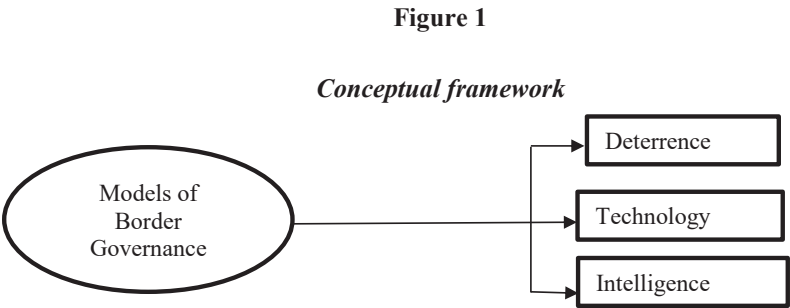 Figure 1
Conceptual framework
Models of
Border
Governance
Deterrence
Technology
Intelligence